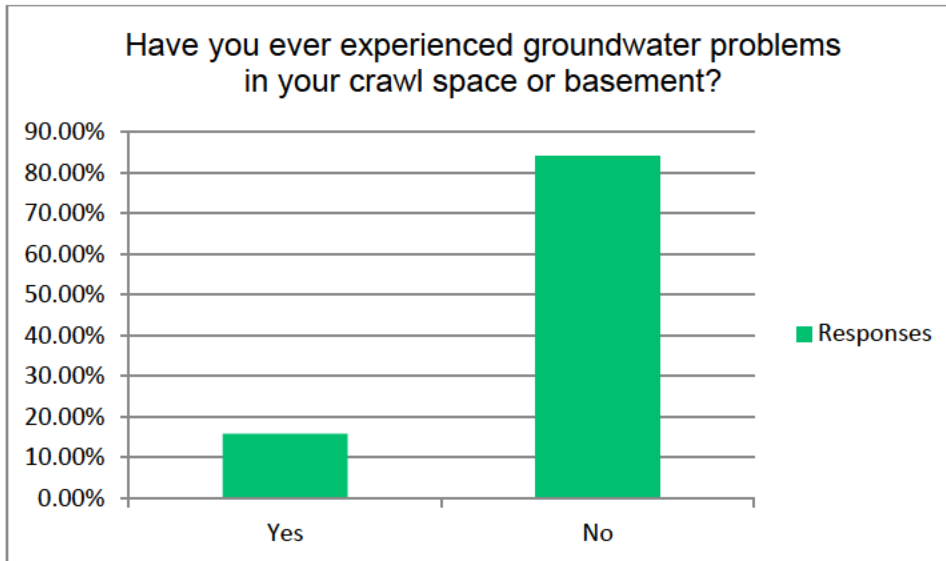 Have you ever experienced groundwater problems
in your crawl space or basement?
90.00%
80.00%
70.00%
60.00%
50.00%
40.00%
30.00%
20.00%
10.00%
0.00%
Yes
No
Responses